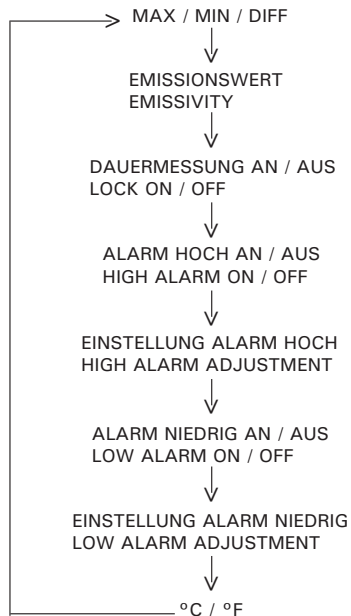 MAX / MIN / DIFF
EMISSIONSWERT
EMISSIVITY
DAUERMESSUNG AN / AUS
LOCK ON / OFF
ALARM HOCH AN / AUS
HIGH ALARM ON / OFF
EINSTELLUNG ALARM HOCH
HIGH ALARM ADJUSTMENT
ALARM NIEDRIG AN / AUS
LOW ALARM ON / OFF
EINSTELLUNG ALARM NIEDRIG
LOW ALARM ADJUSTMENT
ºC / ºF